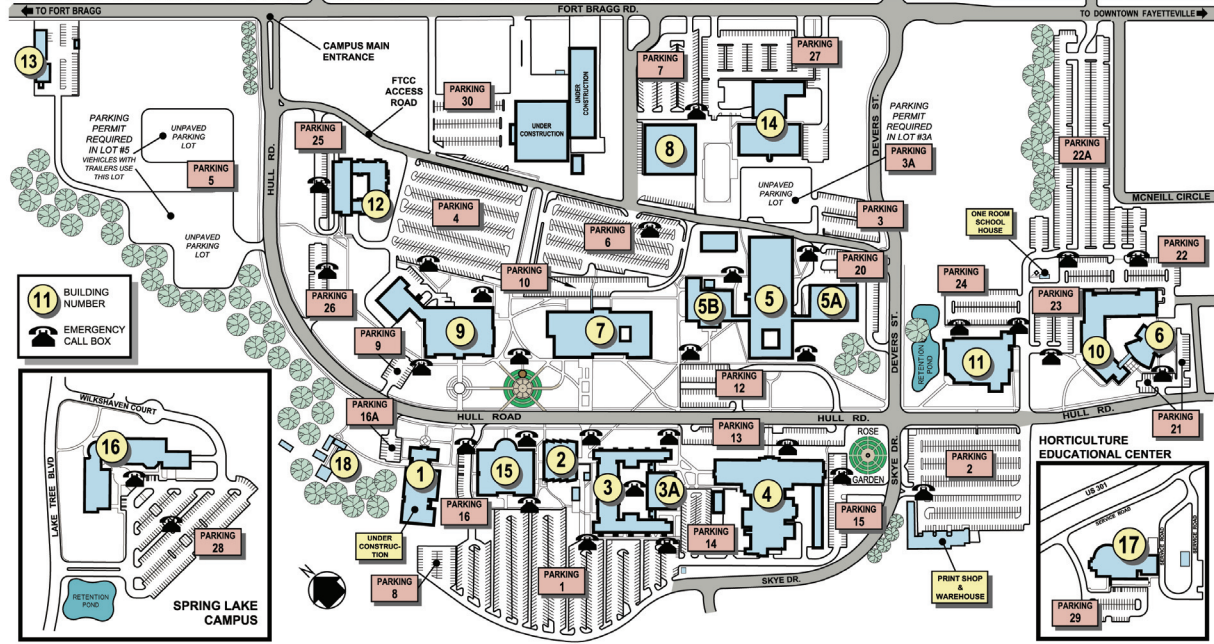 TO FORT BRAGG
FORT BRAGG RD.
TO DOWNTOWN FAYETTEVILLE
13
CAMPUS MAIN
ENTRANCE
FTCC
ACCESS
ROAD
PARKING
30
UNDER
CONSTRUCTION
UNDER
CONSTRUCTION
PARKING
7
PARKING
27
14
8
DEVERS ST.
PARKING
PERMIT
REQUIRED
IN LOT #3A
PARKING
3A
UNPAVED
PARKING
LOT
PARKING
3
PARKING
22A
MCNEILL CIRCLE
PARKING
PERMIT
REQUIRED
IN LOT #5
VEHICLES WITH
TRAILERS USE
THIS LOT
UNPAVED
PARKING
LOT
PARKING
5
UNPAVED
PARKING
LOT
HULL RD.
PARKING
25
12
PARKING
4
PARKING
6
PARKING
10
PARKING
20
ONE ROOM
SCHOOL
HOUSE
PARKING
22
PARKING
24
PARKING
23
11
BUILDING
NUMBER
EMERGENCY
CALL BOX
PARKING
26
PARKING
9
9
7
5B
5
5A
DEVERS ST.
RETENTION
POND
11
10
6
PARKING
12
PARKING
16A
HULL ROAD
HULL RD.
HULL RD.
PARKING
21
PARKING
13
ROSE
GARDEN
SKYE DR.
PARKING
2
18
1
15
2
3
3A
4
PARKING
16
PARKING
14
PARKING
15
UNDER
CONSTRUC-
TION
PARKING
8
PARKING
1
SKYE DR.
PRINT SHOP
&
WAREHOUSE
N
WILKSHAVEN COURT
16
LAKE TREE BLVD
PARKING
28
RETENTION
POND
SPRING LAKE
CAMPUS
HORTICULTURE
EDUCATIONAL CENTER
US 301
SERVICE ROAD
SERVICE ROAD
SERVICE ROAD
17
PARKING
29